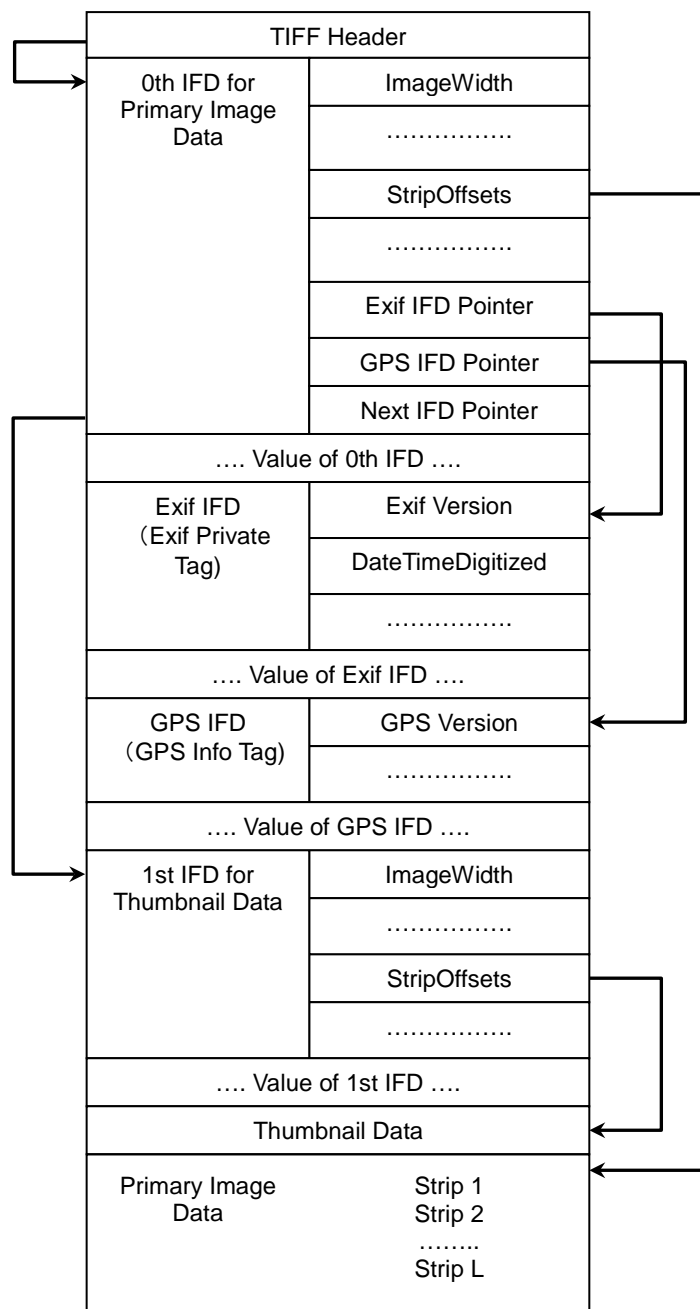 TIFF Header
0th IFD for
Primary Image
Data
ImageWidth
…………….
StripOffsets
…………….
Exif IFD Pointer
GPS IFD Pointer
Next IFD Pointer
…. Value of 0th IFD ….
Exif IFD
（Exif Private
Tag)
Exif Version
DateTimeDigitized
…………….
…. Value of Exif IFD ….
GPS IFD
（GPS Info Tag)
GPS Version
…………….
…. Value of GPS IFD ….
1st IFD for
Thumbnail Data
ImageWidth
…………….
StripOffsets
…………….
…. Value of 1st IFD ….
Thumbnail Data
Primary Image
Data
Strip 1
Strip 2
……..
Strip L